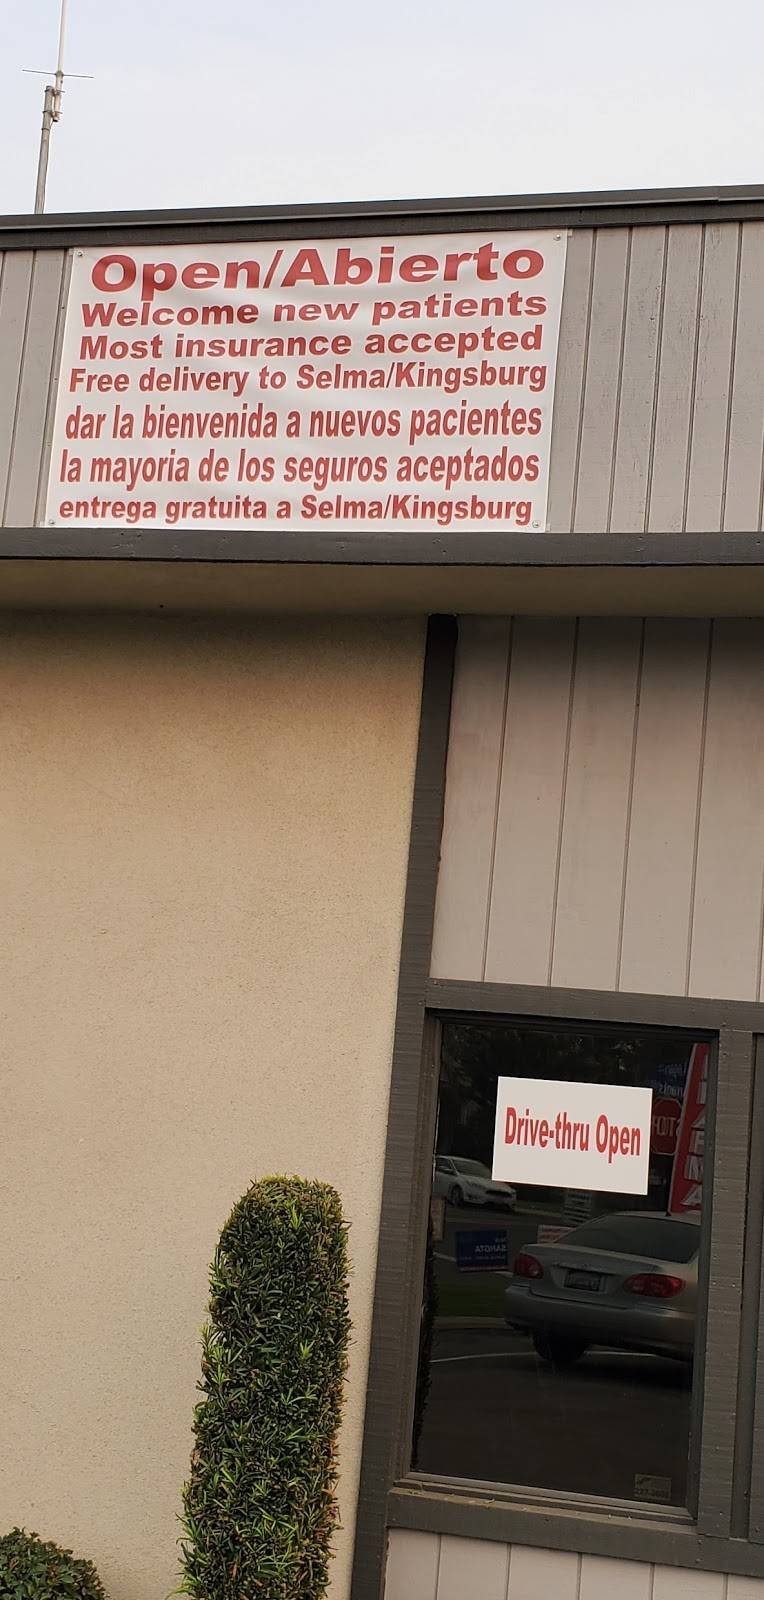 Open/Abierto
Welcome new patients
Most insurance accepted
Free delivery to Selma/Kingsburg
dar la bienvenida a nuevos pacientes
la mayoria de los seguros aceptados
entrega gratuita a Selma/Kingsburg
Drive-thru Open